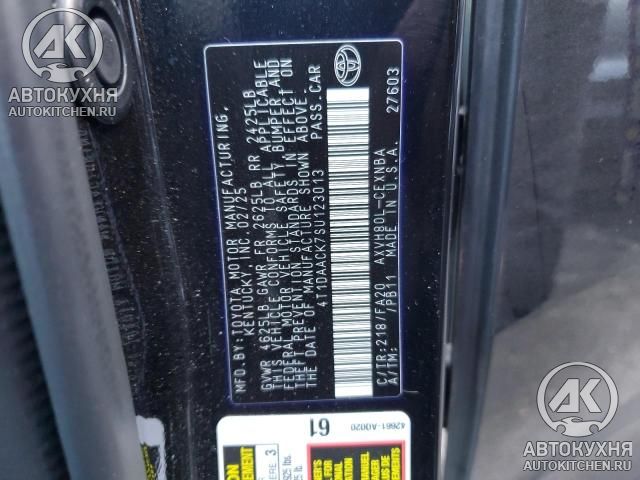 MFD. BY: TOYOTA MOTOR MANUFACTURING,
KENTUCKY, INC. 02/25
GVWR 4625LB GAWR FR 2625LB RR 2425LB
THIS VEHICLE CONFORMS TO ALL APPLICABLE
FEDERAL MOTOR VEHICLE SAFETY, BUMPER, AND
THEFT PREVENTION STANDARDS IN EFFECT ON
THE DATE OF MANUFACTURE SHOWN ABOVE.
4T1DAACK7SU123013 PASS. CAR
C/TR: 218/FA20 AXVH80L-CEXNBA
A/TM: /PB11 MADE IN U.S.A. 27603
61
42661-A0020
AK
АВТОКУХНЯ
AUTOKITCHEN
AK
АВТОКУХНЯ
AUTOKITCHEN